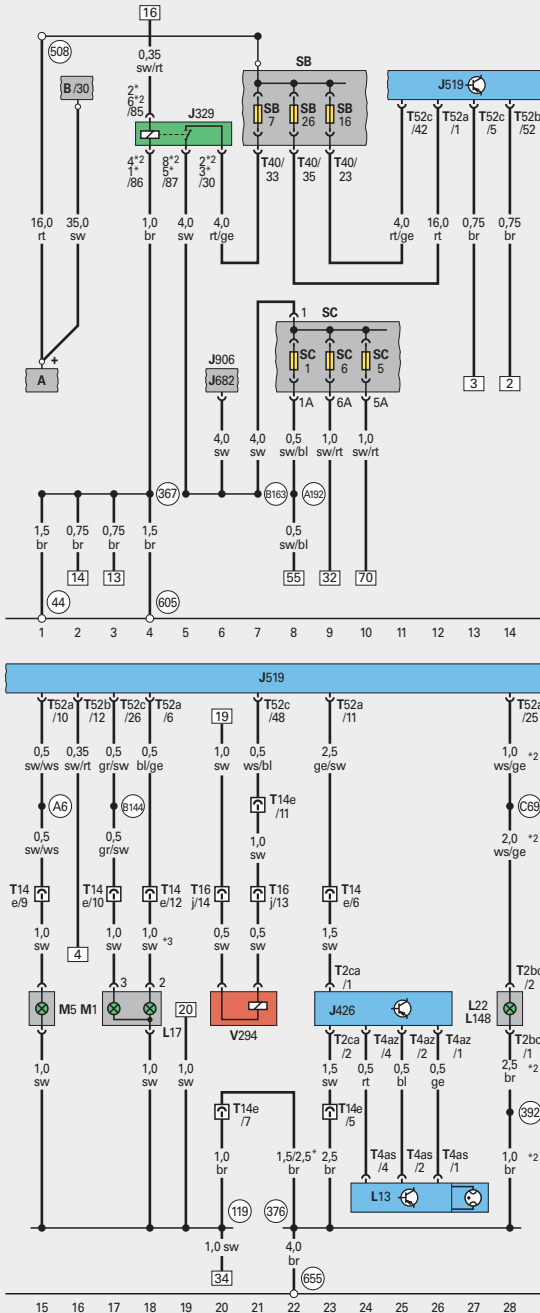 16
508
0,35
sw/rt
SB
B /30
2*
6*2
/85
J519
J329
SB
7
SB
26
SB
16
T52c
/42
T52a
/1
T52c
/5
T52b
/52
4*2
1*
/86
8*2
5*
/87
2*2
3*
/30
T40/
33
T40/
35
T40/
23
16,0
rt
35,0
sw
1,0
br
4,0
sw
4,0
rt/ge
4,0
rt/ge
16,0
rt
0,75
br
0,75
br
1
SC
+
A
J906
J682
SC
1
SC
6
SC
5
3
2
1A
6A
5A
4,0
sw
4,0
sw
0,5
sw/bl
1,0
sw/rt
1,0
sw/rt
367
B163
A192
1,5
br
0,75
br
0,75
br
1,5
br
0,5
sw/bl
14
13
55
32
70
44
605
1 2 3 4 5 6 7 8 9 10 11 12 13 14
J519
T52a
/10
T52b
/12
T52c
/26
T52a
/6
T52c
/48
T52a
/11
T52a
/25
19
0,5
sw/ws
0,35
sw/rt
0,5
gr/sw
0,5
bl/ge
1,0
sw
0,5
ws/bl
2,5
ge/sw
1,0 *2
ws/ge
A6
B144
T14e
/11
C69
0,5
sw/ws
0,5
gr/sw
1,0
sw
2,0 *2
ws/ge
T14
e/9
T14
e/10
T14
e/12
T16
j/14
T16
j/13
T14
e/6
1,0
sw
4
1,0
sw
1,0
sw *3
0,5
sw
0,5
sw
1,5
sw
T2ca
/1
T2bc
/2
3
2
M5 M1
L17
20
V294
J426
L22
L148
T2ca
/2
T4az
/4
T4az
/2
T4az
/1
T2bc
/1
1,0
sw
1,0
sw
1,0
sw
1,5
sw
0,5
rt
0,5
bl
0,5
ge
2,5 *2
br
T14e
/7
T14e
/5
392
1,0
br
1,5/2,5*
br
2,5
br
T4as
/4
T4as
/2
T4as
/1
1,0 *2
br
L13
119
376
1,0 sw
4,0
br
34
655
15 16 17 18 19 20 21 22 23 24 25 26 27 28